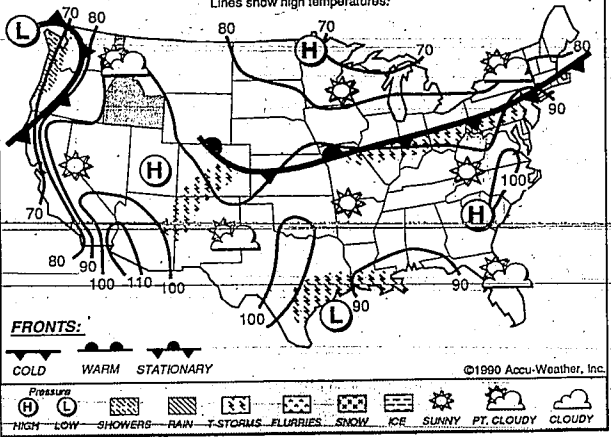 Lines show high temperatures.
L
70
80
80
H
70
70
80
90
H
100
H
70
80
90
100
110
100
100
L
90
90
FRONTS:
COLD WARM STATIONARY
©1990 Accu-Weather, Inc.
Pressure
H L
HIGH LOW SHOWERS RAIN T-STORMS FLURRIES SNOW ICE SUNNY PT. CLOUDY CLOUDY